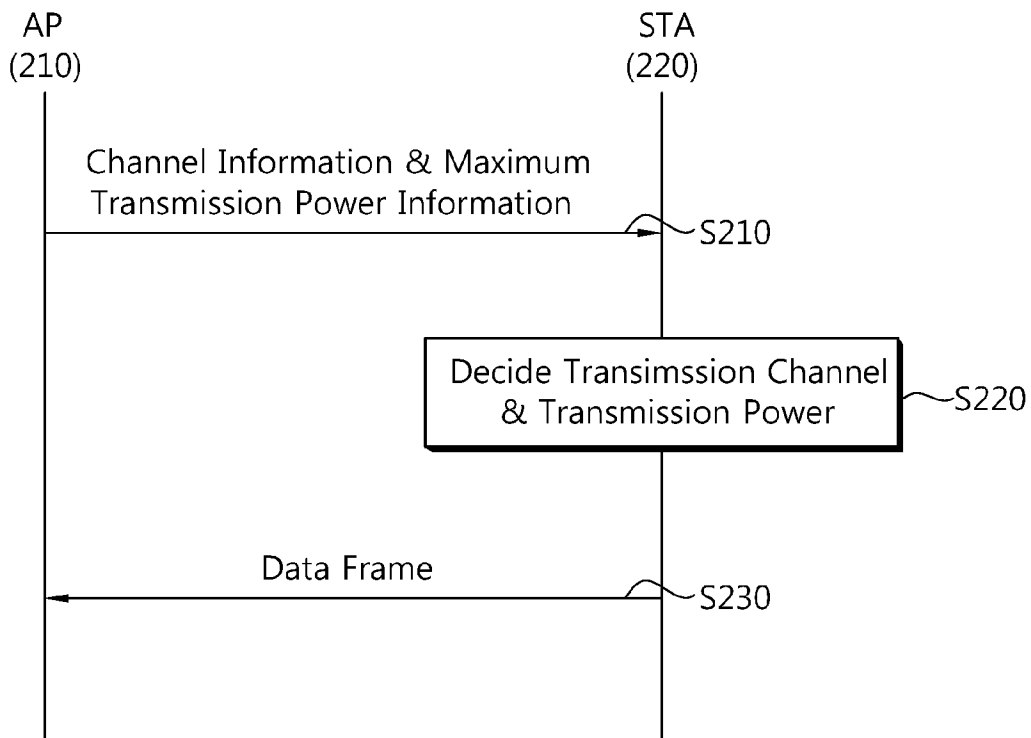 AP
(210)
STA
(220)
Channel Information & Maximum
Transmission Power Information
S210
Decide Transimssion Channel
& Transmission Power
S220
Data Frame
S230